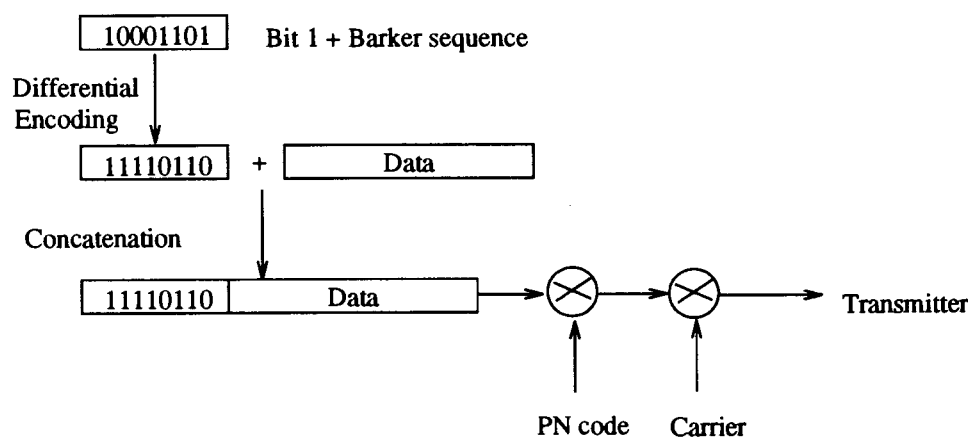 10001101 Bit 1 + Barker sequence
Differential
Encoding
11110110 + Data
Concatenation
11110110 Data
Transmitter
PN code Carrier